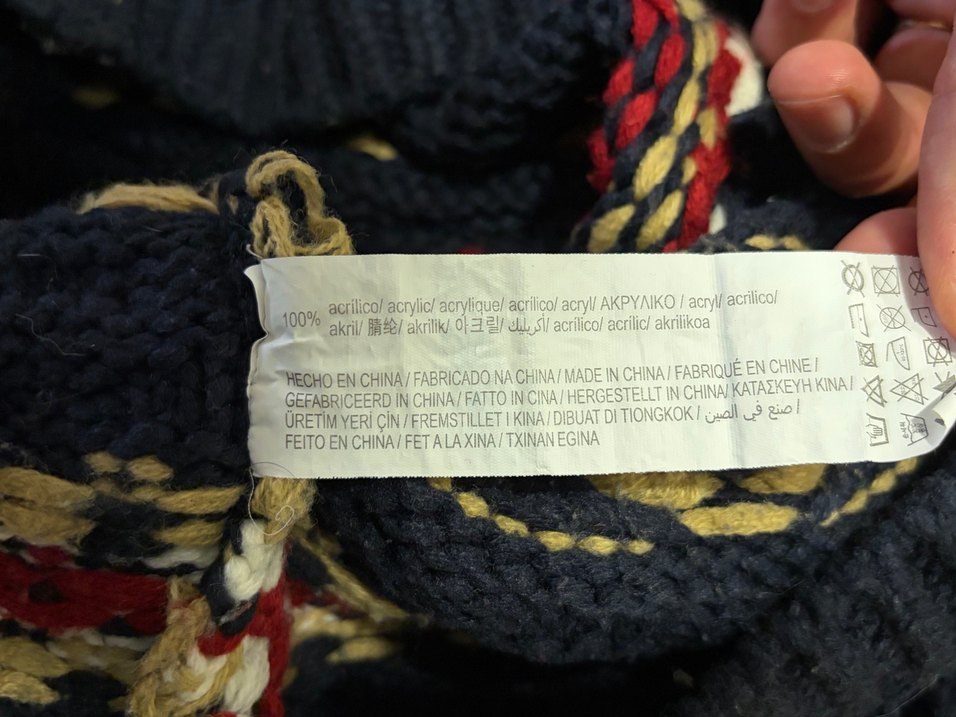 100% acrílico/ acrylic/ acrylique/ acrílico/ acryl/ ΑΚΡΥΛΙΚΟ / acryl/ acrilico/
akril/ 腈纶/ akrilik/ 아크릴/ أكريليك/ acrílico/ acrílic/ akrilikoa
HECHO EN CHINA / FABRICADO NA CHINA / MADE IN CHINA / FABRIQUÉ EN CHINE /
GEFABRICEERD IN CHINA / FATTO IN CINA / HERGESTELLT IN CHINA/ ΚΑΤΑΣΚΕΥΗ ΚΙΝΑ /
ÜRETİM YERİ ÇİN / FREMSTILLET I KINA / DIBUAT DI TIONGKOK / صنع في الصين /
FEITO EN CHINA / FET A LA XINA / TXINAN EGINA